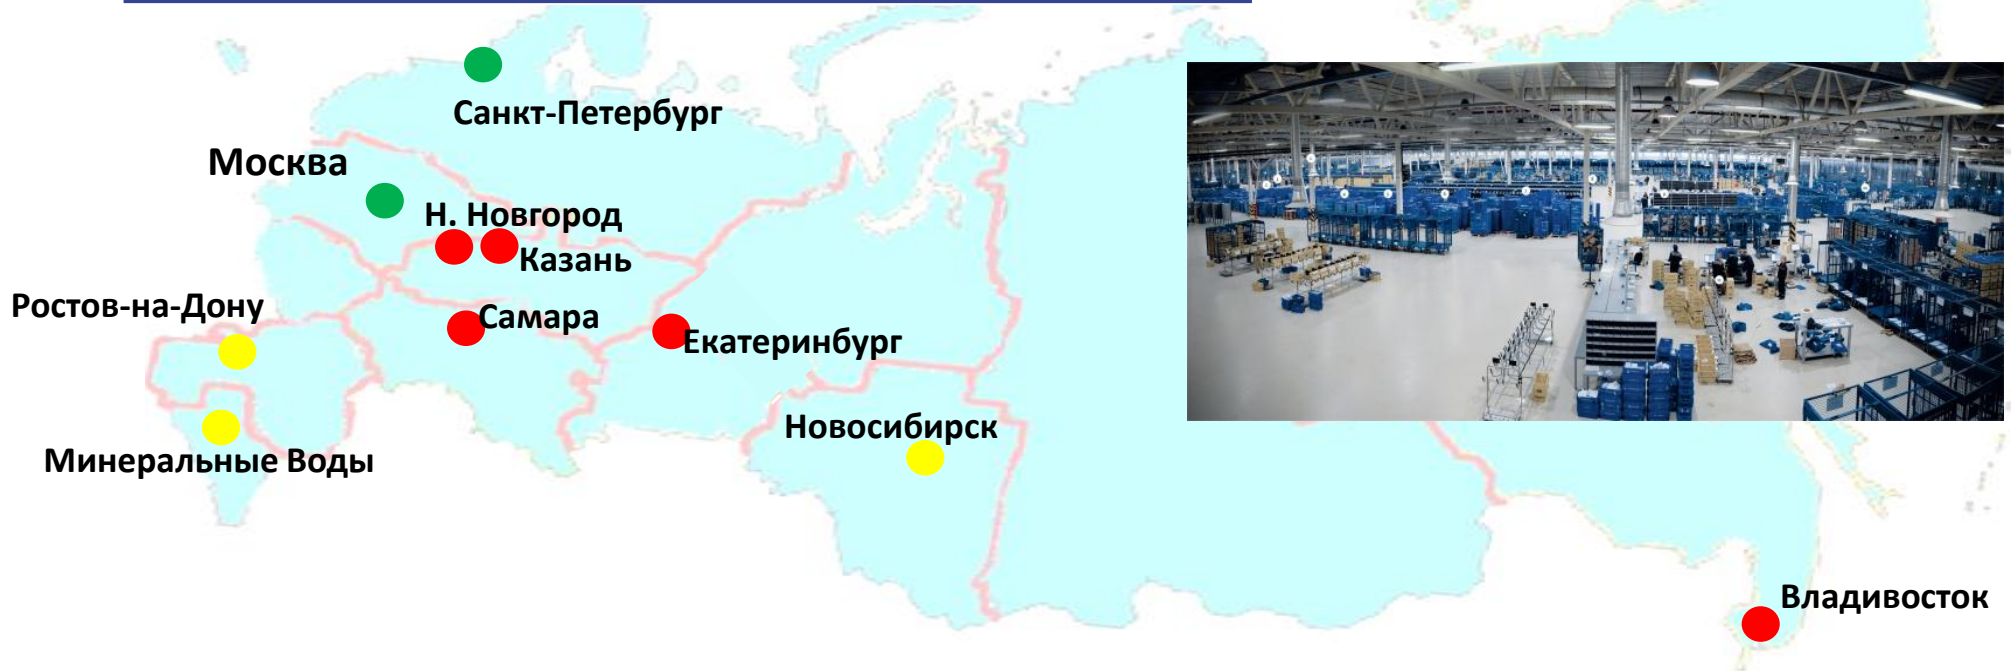 Санкт-Петербург
Москва
Н. Новгород
Казань
Ростов-на-Дону
Самара
Екатеринбург
Новосибирск
Минеральные Воды
Владивосток